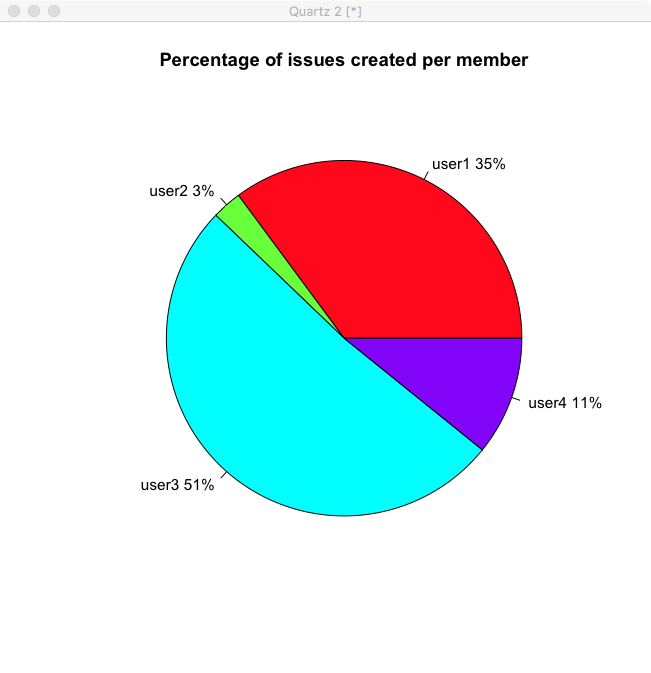 Quartz 2 [*]
Percentage of issues created per member
user1 35%
user2 3%
user4 11%
user3 51%